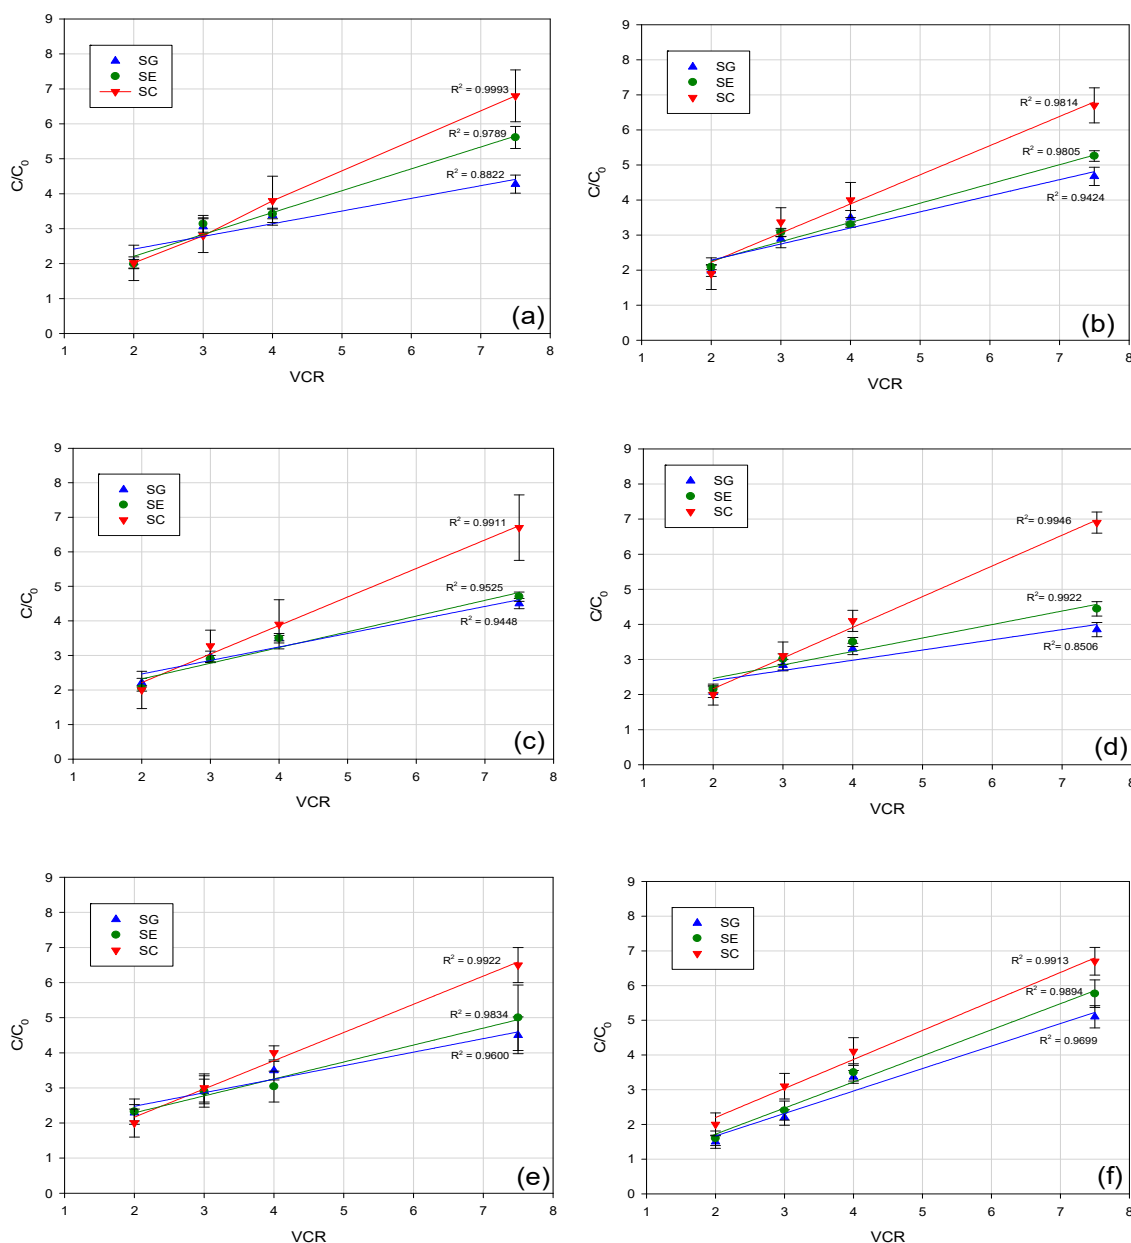 9
8
7
6
5
4
3
2
1
0
C/C₀
SG
SE
SC
R² = 0.9993
R² = 0.9789
R² = 0.8822
(a)
1 2 3 4 5 6 7 8
VCR
9
8
7
6
5
4
3
2
1
0
C/C₀
SG
SE
SC
R² = 0.9814
R² = 0.9805
R² = 0.9424
(b)
1 2 3 4 5 6 7 8
VCR
9
8
7
6
5
4
3
2
1
0
C/C₀
SG
SE
SC
R² = 0.9911
R² = 0.9525
R² = 0.9448
(c)
1 2 3 4 5 6 7 8
VCR
9
8
7
6
5
4
3
2
1
0
C/C₀
SG
SE
SC
R²= 0.9946
R² = 0.9922
R² = 0.8506
(d)
1 2 3 4 5 6 7 8
VCR
9
8
7
6
5
4
3
2
1
0
C/C₀
SG
SE
SC
R² = 0.9922
R² = 0.9834
R² = 0.9600
(e)
1 2 3 4 5 6 7 8
VCR
9
8
7
6
5
4
3
2
1
0
C/C₀
SG
SE
SC
R² = 0.9913
R² = 0.9894
R² = 0.9699
(f)
1 2 3 4 5 6 7 8
VCR